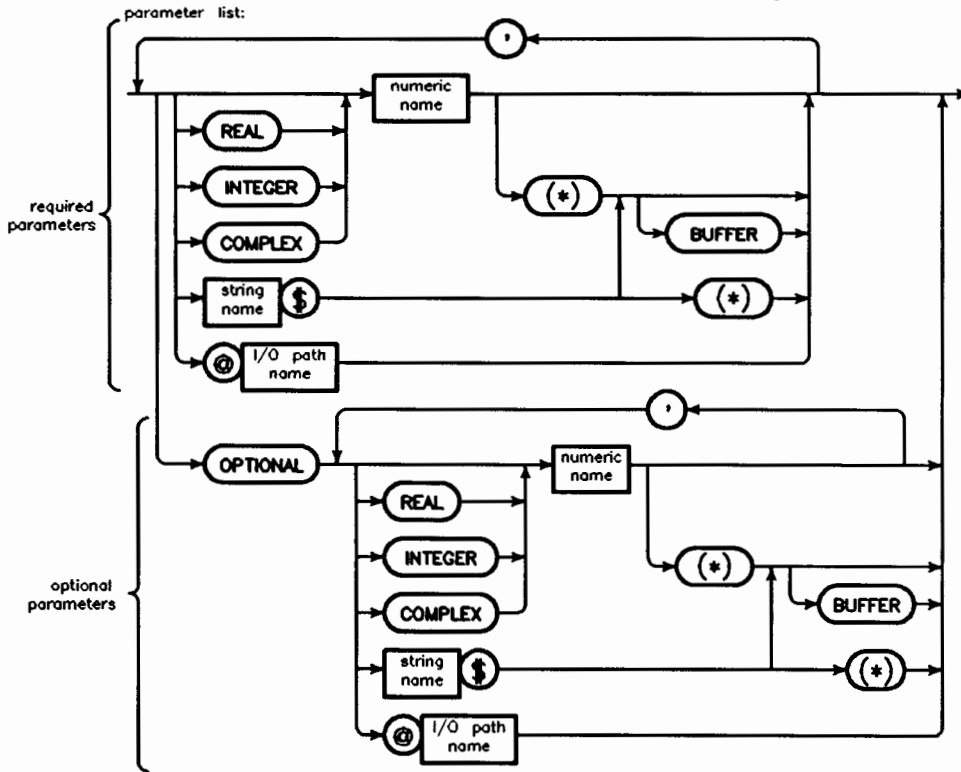 parameter list:
,
numeric
name
REAL
(*)
INTEGER
required
parameters
BUFFER
COMPLEX
string
name
$
(*)
@
I/O path
name
,
OPTIONAL
numeric
name
REAL
(*)
INTEGER
optional
parameters
BUFFER
COMPLEX
string
name
$
(*)
@
I/O path
name